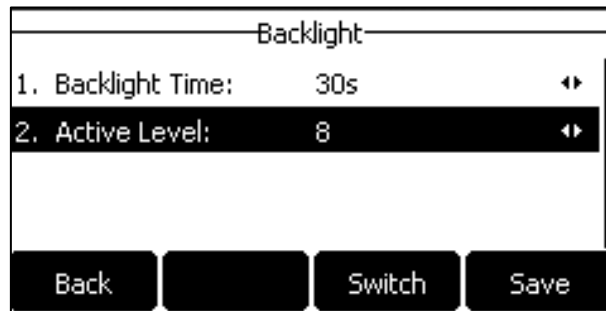 Backlight
1. Backlight Time: 30s
2. Active Level: 8
Back Switch Save